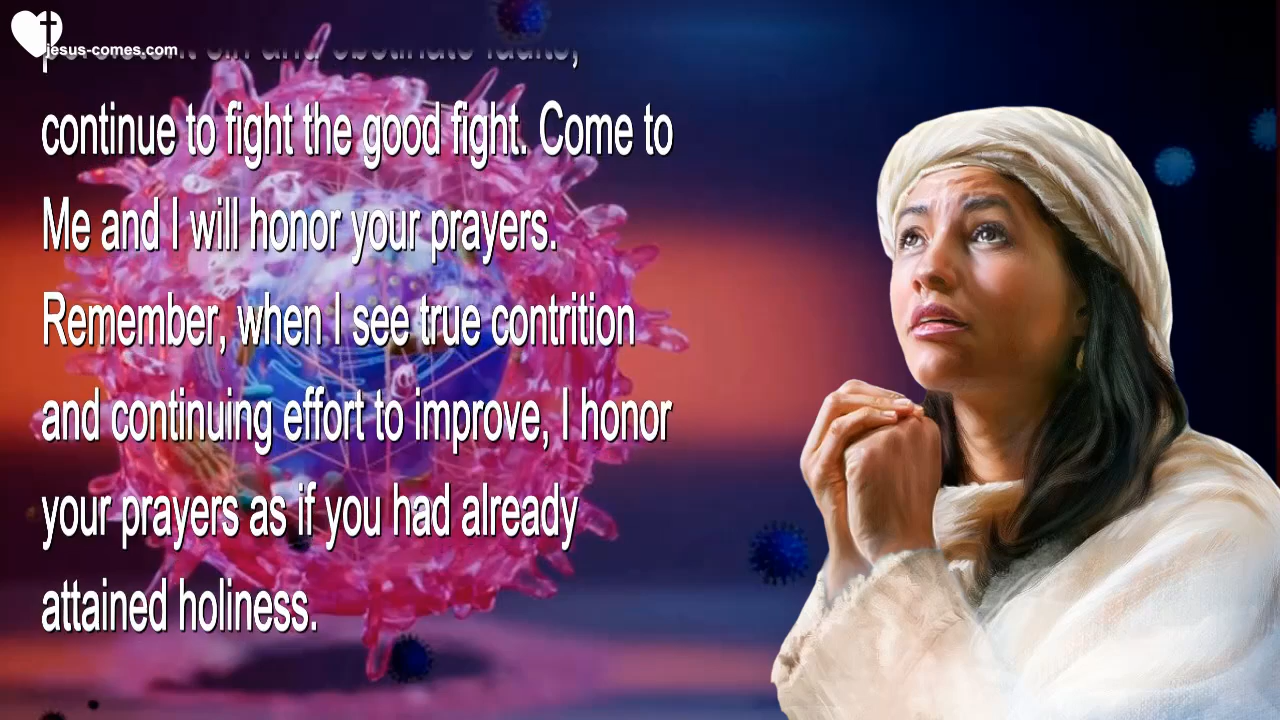 jesus-comes.com
continue to fight the good fight. Come to
Me and I will honor your prayers.
Remember, when I see true contrition
and continuing effort to improve, I honor
your prayers as if you had already
attained holiness.